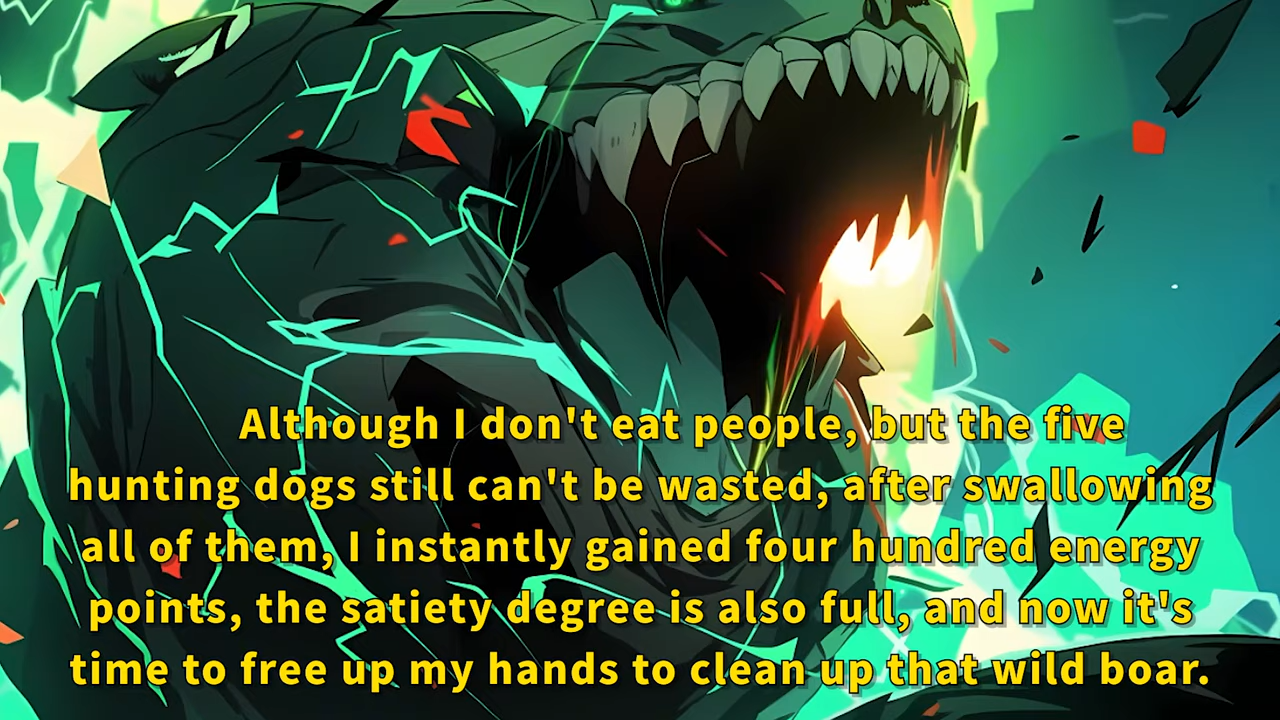 Although I don't eat people, but the five
hunting dogs still can't be wasted, after swallowing
all of them, I instantly gained four hundred energy
points, the satiety degree is also full, and now it's
time to free up my hands to clean up that wild boar.